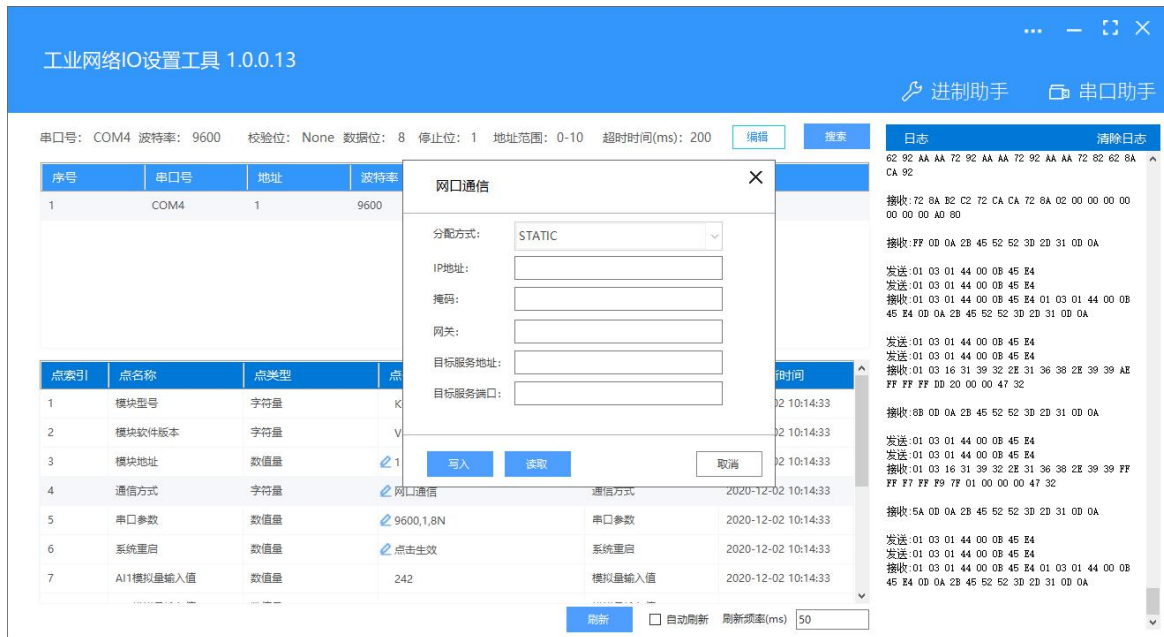 工业网络IO设置工具 1.0.0.13
进制助手 串口助手
串口号: COM4 波特率: 9600 校验位: None 数据位: 8 停止位: 1 地址范围: 0-10 超时时间(ms): 200 编辑 搜索
日志 清除日志
序号 串口号 地址 波特率
1 COM4 1 9600
网口通信
分配方式: STATIC
IP地址:
掩码:
网关:
目标服务地址:
目标服务端口:
写入 读取 取消
点索引 点名称 点类型 点 时间
1 模块型号 字符量 K 02 10:14:33
2 模块软件版本 字符量 V 02 10:14:33
3 模块地址 数值量 1 02 10:14:33
4 通信方式 字符量 网口通信 通信方式 2020-12-02 10:14:33
5 串口参数 数值量 9600,1,8N 串口参数 2020-12-02 10:14:33
6 系统重启 数值量 点击生效 系统重启 2020-12-02 10:14:33
7 AI1模拟量输入值 数值量 242 模拟量输入值 2020-12-02 10:14:33
刷新 自动刷新 刷新频率(ms) 50
62 92 AA AA 72 92 AA AA 72 92 AA AA 72 82 62 8A
CA 92
接收:72 8A B2 C2 72 CA CA 72 8A 02 00 00 00 00
00 00 00 A0 80
接收:FF 0D 0A 2B 45 52 52 3D 2D 31 0D 0A
发送:01 03 01 44 00 0B 45 E4
发送:01 03 01 44 00 0B 45 E4
接收:01 03 01 44 00 0B 45 E4 01 03 01 44 00 0B
45 E4 0D 0A 2B 45 52 52 3D 2D 31 0D 0A
发送:01 03 01 44 00 0B 45 E4
发送:01 03 01 44 00 0B 45 E4
接收:01 03 16 31 39 32 2E 31 36 38 2E 39 39 AE
FF FF FF DD 20 00 00 47 32
接收:8B 0D 0A 2B 45 52 52 3D 2D 31 0D 0A
发送:01 03 01 44 00 0B 45 E4
发送:01 03 01 44 00 0B 45 E4
接收:01 03 16 31 39 32 2E 31 36 38 2E 39 39 FF
FF F7 FF F9 7F 01 00 00 00 47 32
接收:5A 0D 0A 2B 45 52 52 3D 2D 31 0D 0A
发送:01 03 01 44 00 0B 45 E4
发送:01 03 01 44 00 0B 45 E4
接收:01 03 01 44 00 0B 45 E4 01 03 01 44 00 0B
45 E4 0D 0A 2B 45 52 52 3D 2D 31 0D 0A